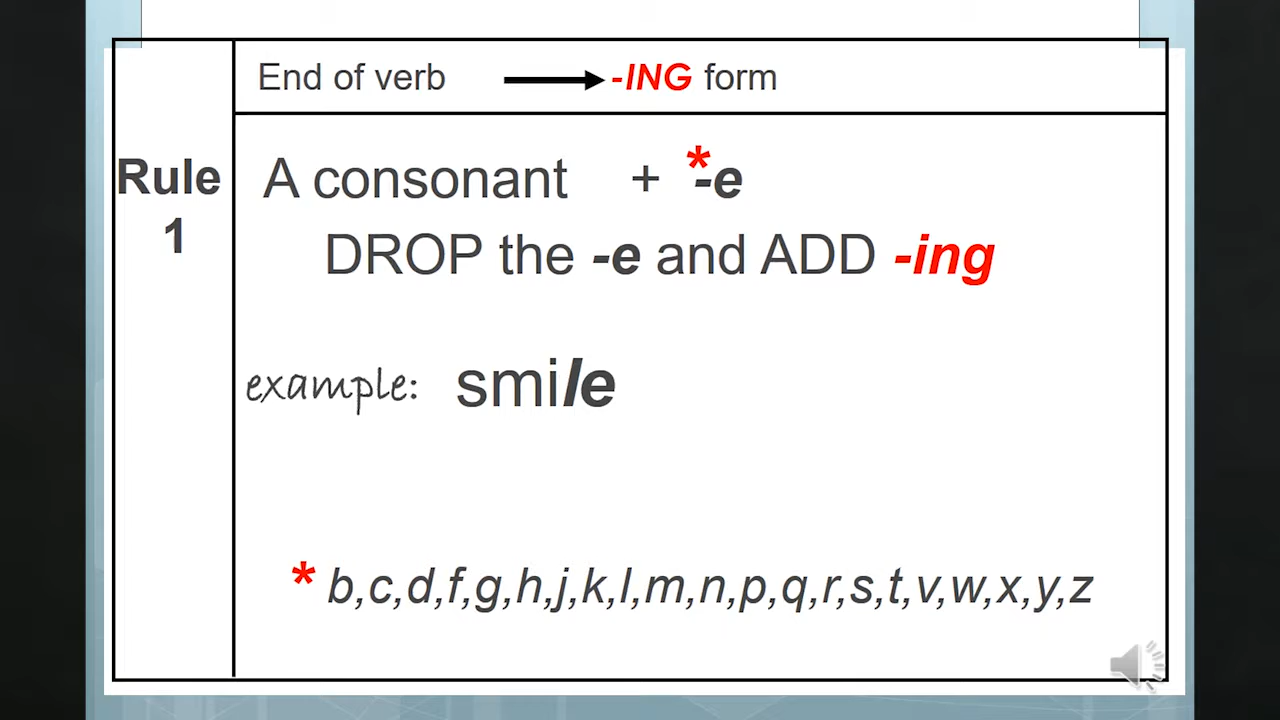 End of verb → -ING form
Rule
1
A consonant + *-e
DROP the -e and ADD -ing
example: smile
* b,c,d,f,g,h,j,k,l,m,n,p,q,r,s,t,v,w,x,y,z